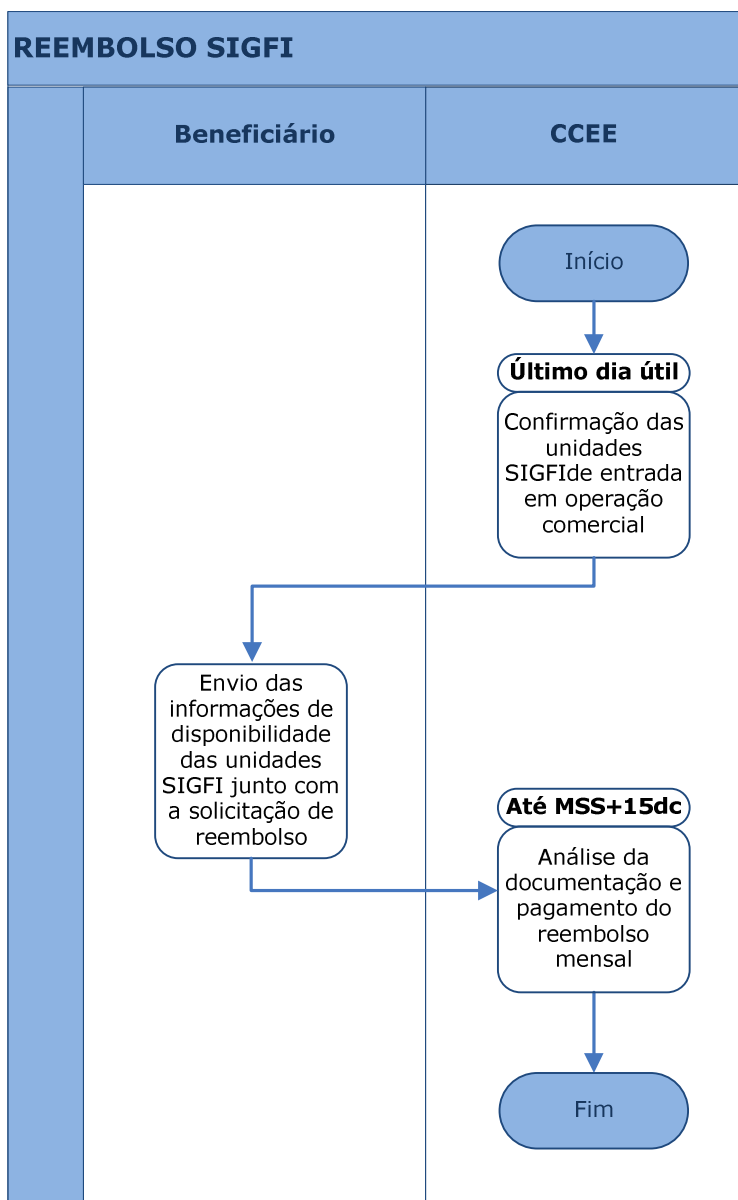 REEMBOLSO SIGFI
Beneficiário
CCEE
Início
Último dia útil
Confirmação das
unidades
SIGFIde entrada
em operação
comercial
Envio das
informações de
disponibilidade
das unidades
SIGFI junto com
a solicitação de
reembolso
Até MSS+15dc
Análise da
documentação e
pagamento do
reembolso
mensal
Fim